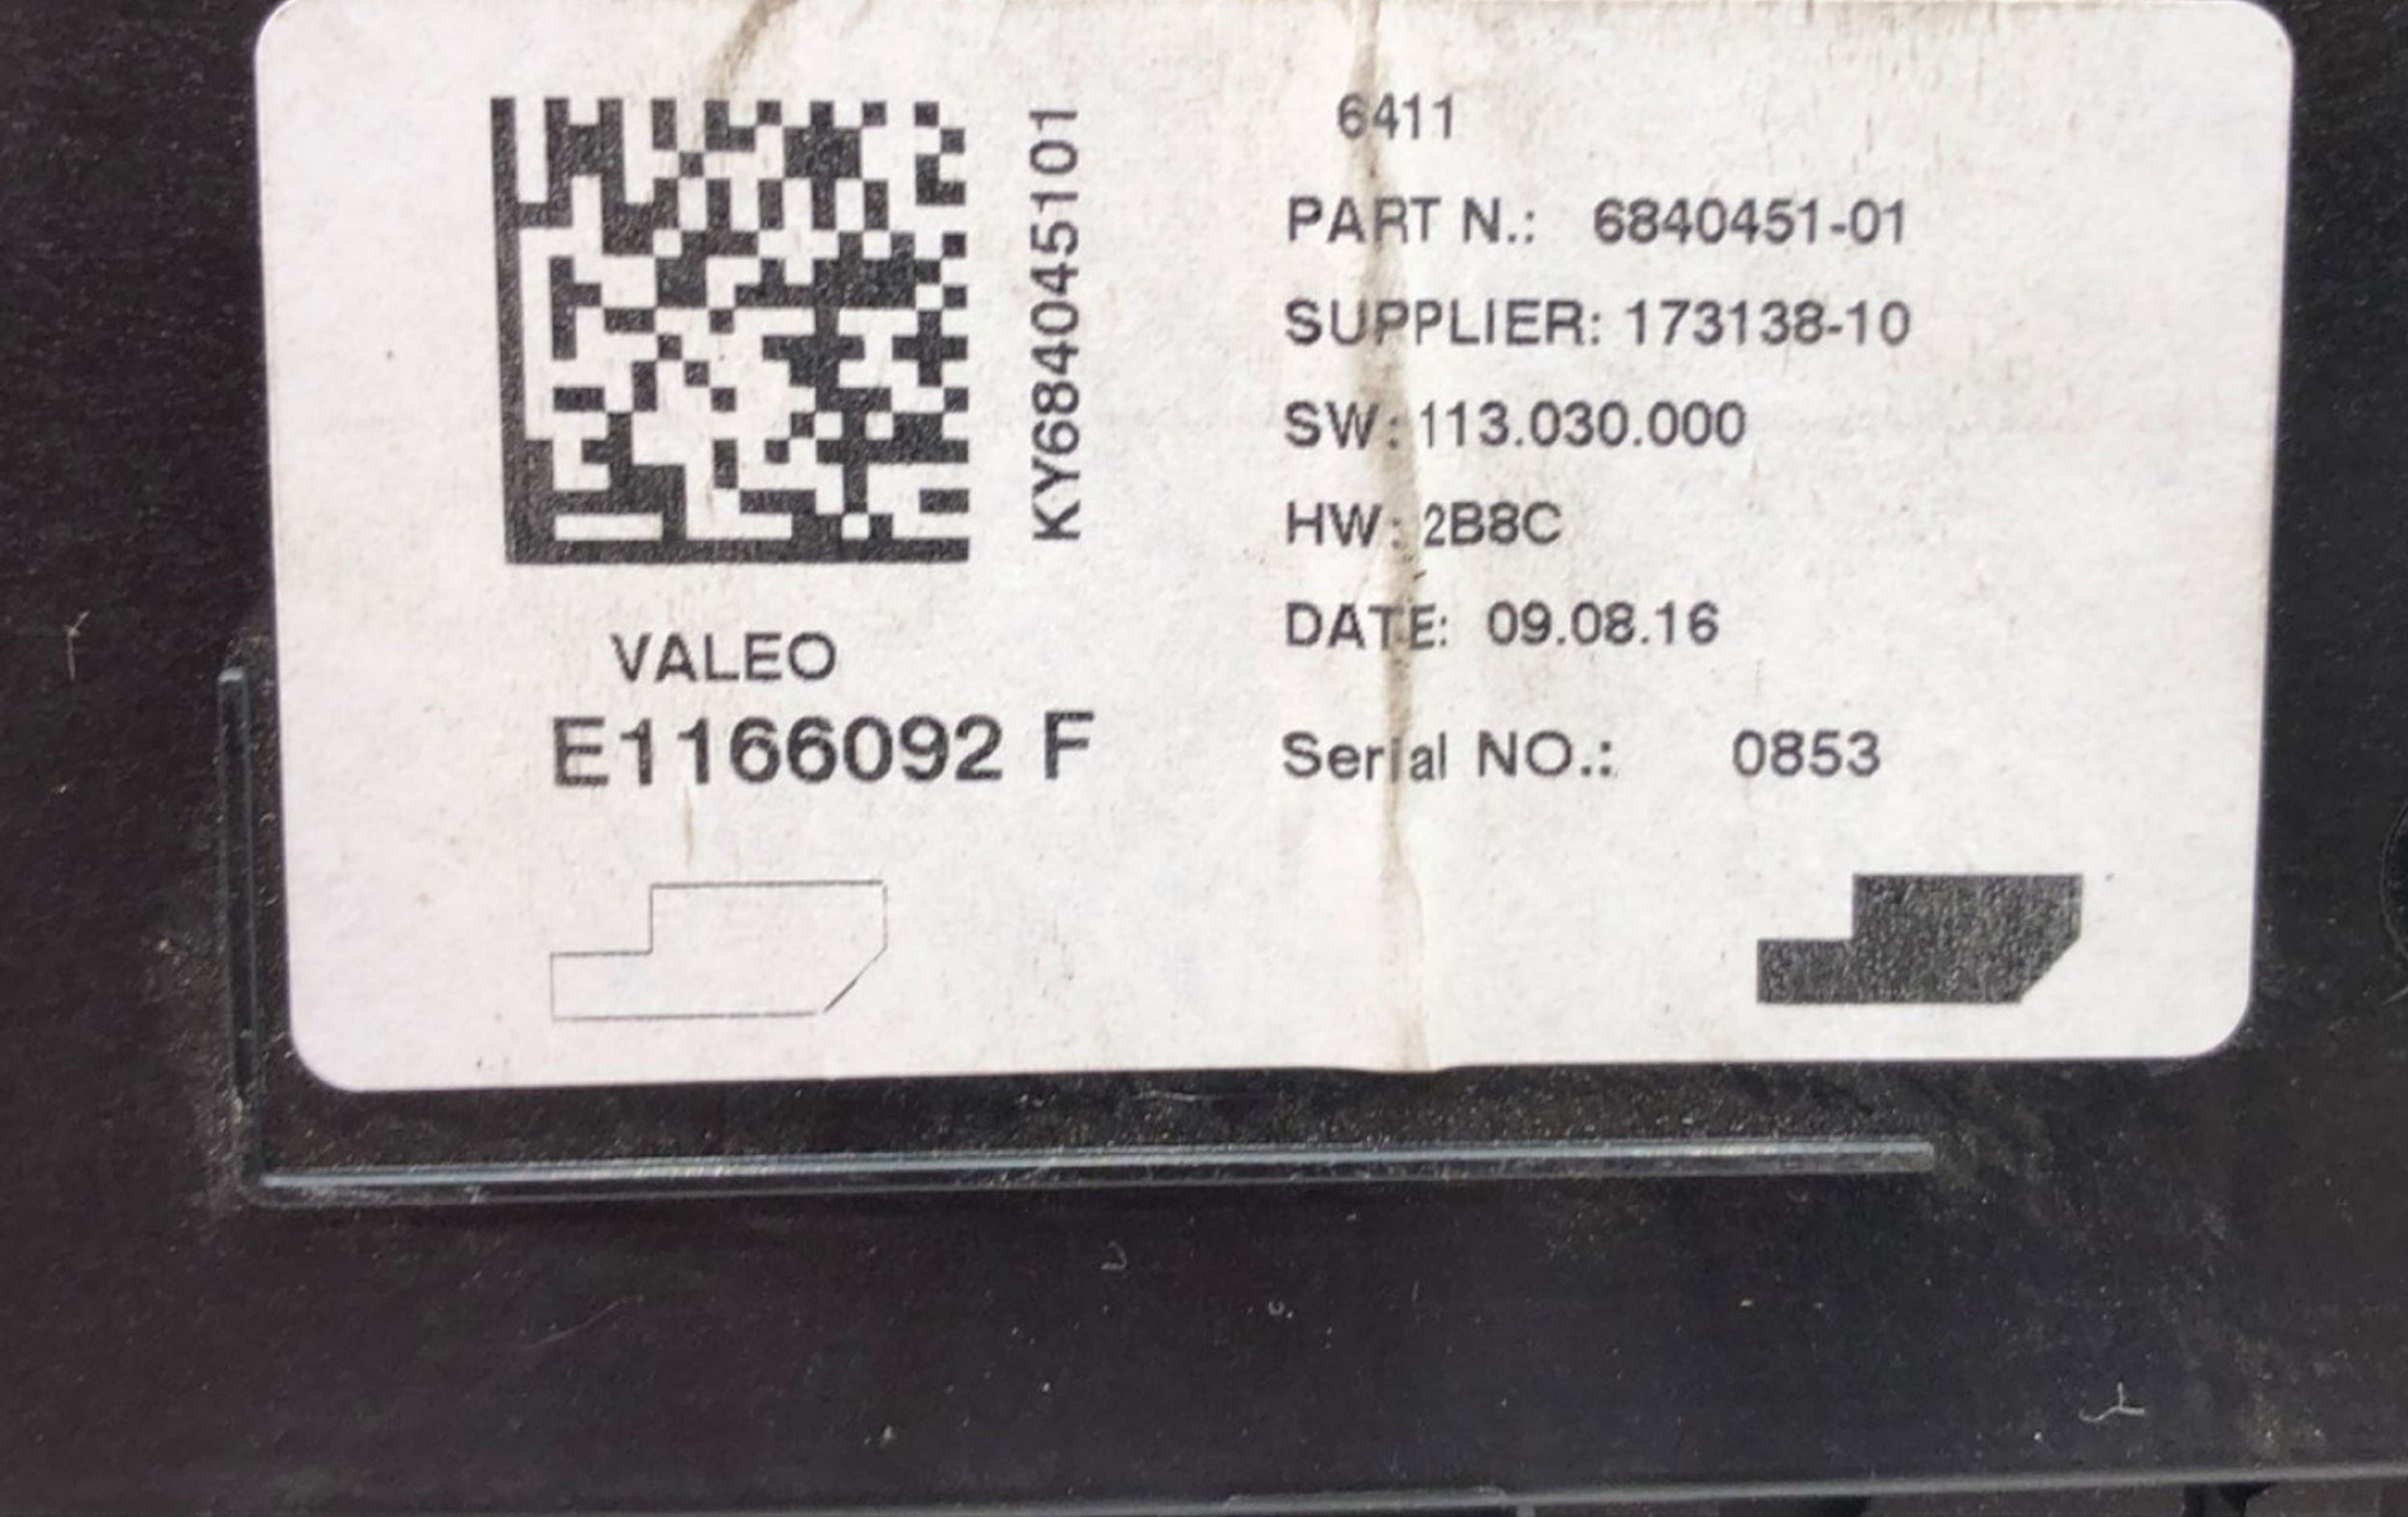 KY684045101
VALEO
E1166092 F
6411
PART N.: 6840451-01
SUPPLIER: 173138-10
SW: 113.030.000
HW: 2B8C
DATE: 09.08.16
Serial NO.: 0853